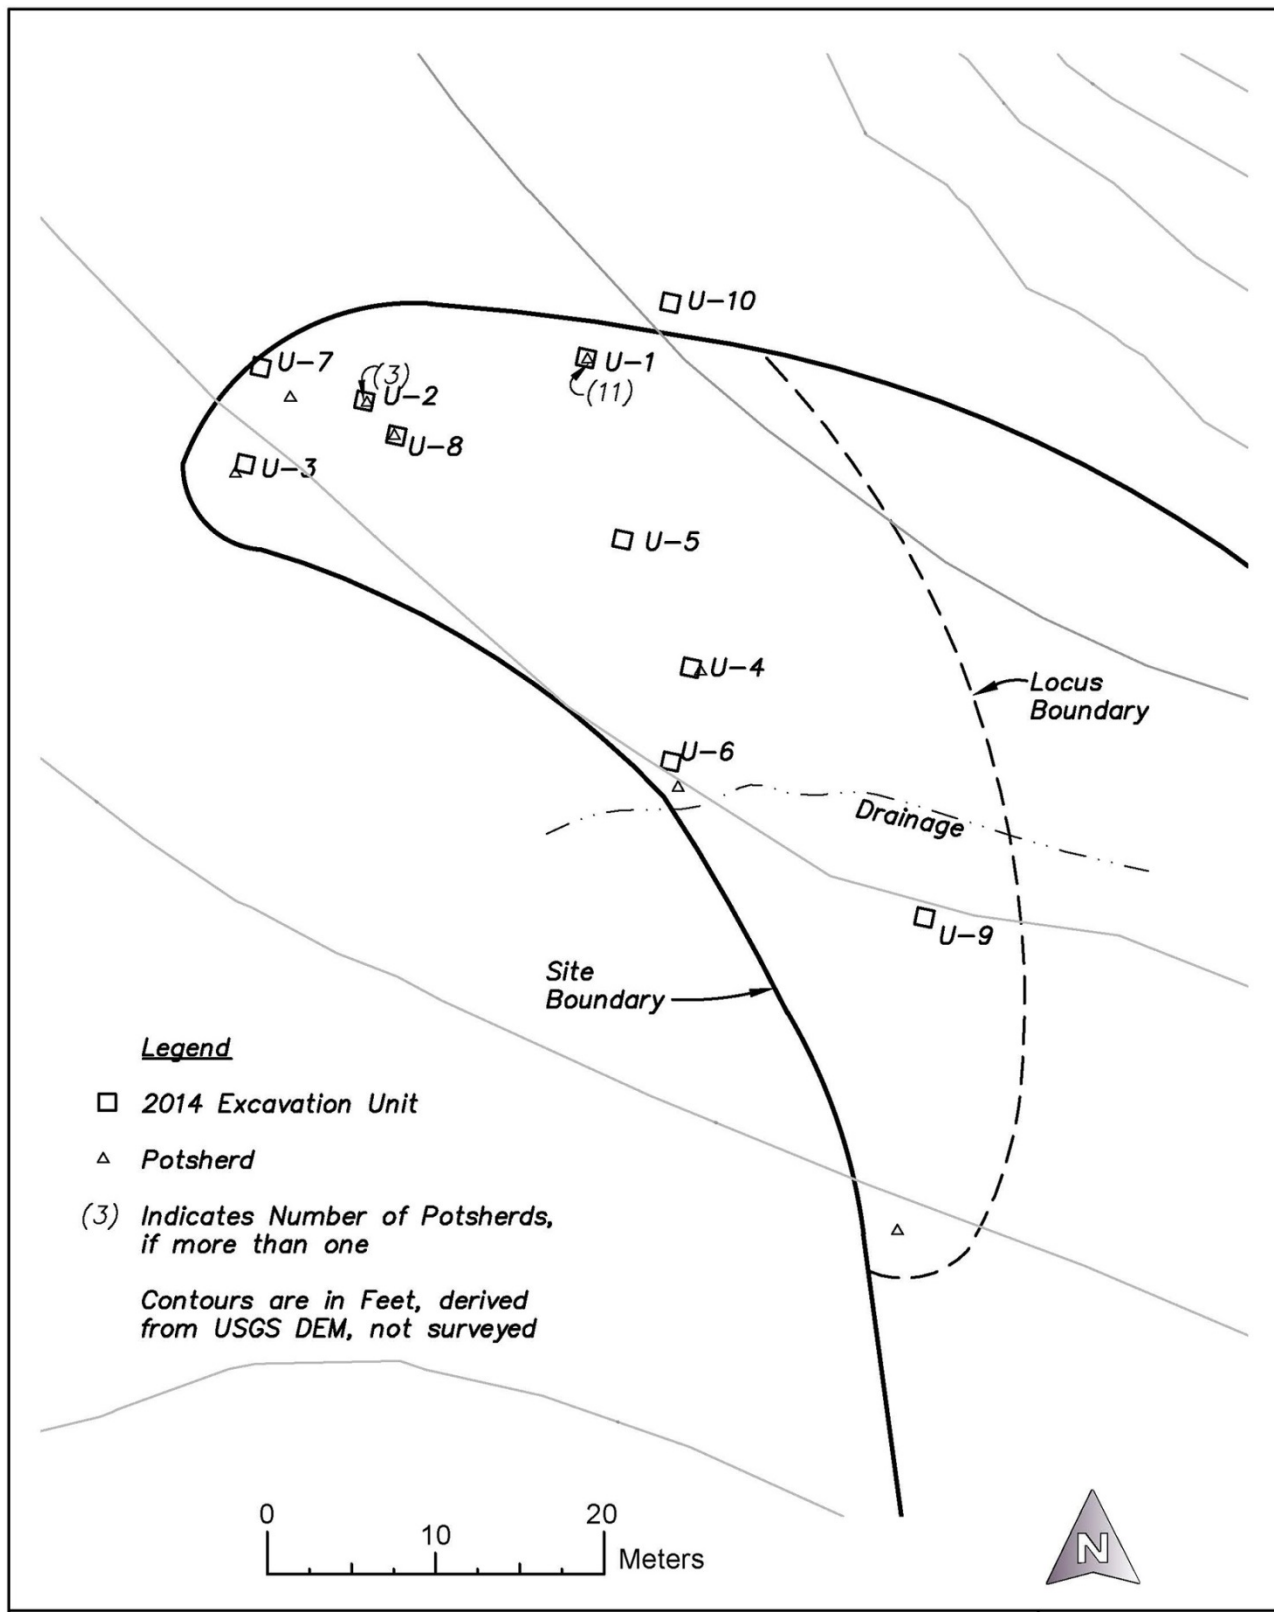 U-10
U-7
(3)
U-1
U-2
(11)
U-8
U-3
U-5
U-4
Locus
Boundary
U-6
Drainage
U-9
Site
Boundary
Legend
2014 Excavation Unit
Potsherd
(3) Indicates Number of Potsherds,
if more than one
Contours are in Feet, derived
from USGS DEM, not surveyed
0
10
20
Meters
N